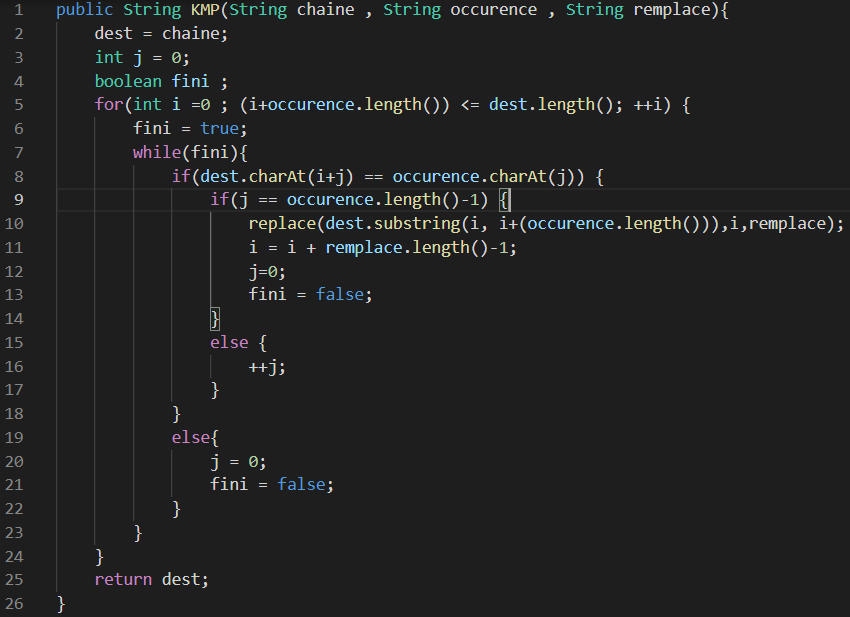 1 public String KMP(String chaine , String occurence , String remplace){
2 dest = chaine;
3 int j = 0;
4 boolean fini ;
5 for(int i =0 ; (i+occurence.length()) <= dest.length(); ++i) {
6 fini = true;
7 while(fini){
8 if(dest.charAt(i+j) == occurence.charAt(j)) {
9 if(j == occurence.length()-1) {
10 replace(dest.substring(i, i+(occurence.length())),i,remplace);
11 i = i + remplace.length()-1;
12 j=0;
13 fini = false;
14 }
15 else {
16 ++j;
17 }
18 }
19 else{
20 j = 0;
21 fini = false;
22 }
23 }
24 }
25 return dest;
26 }